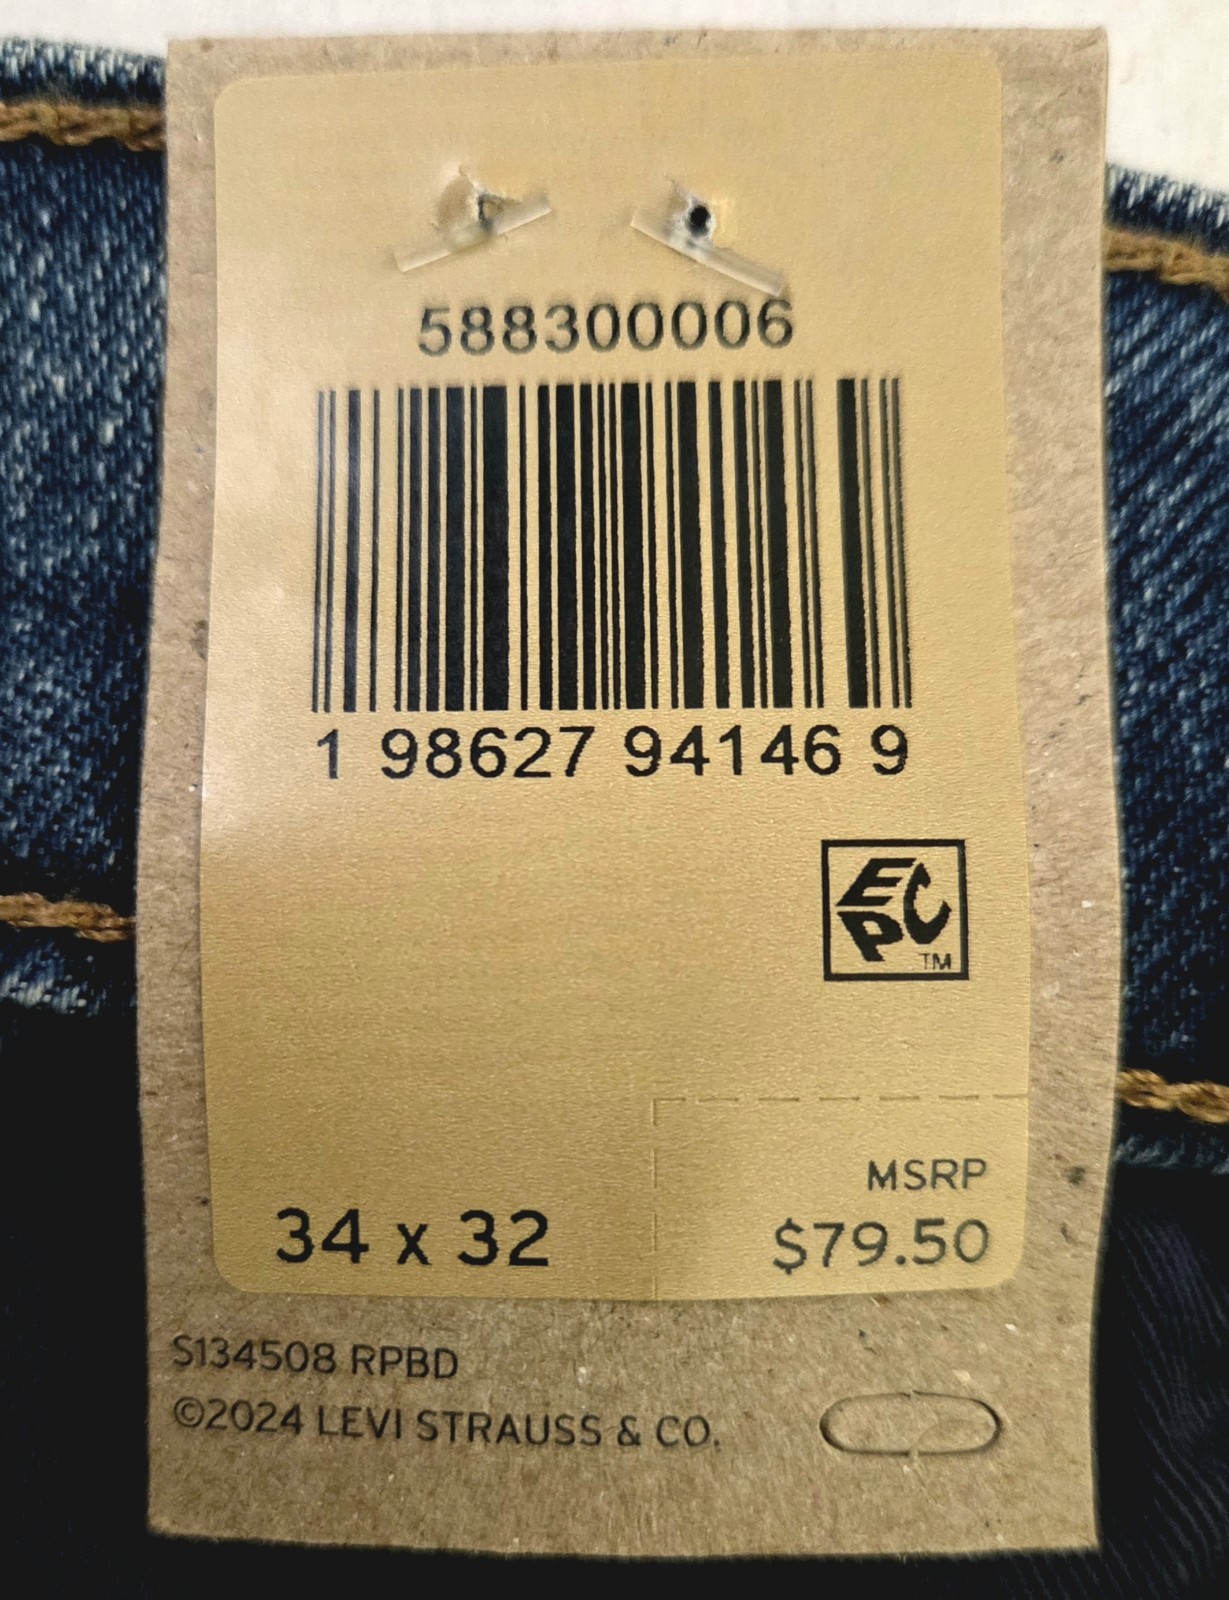 588300006
1 98627 94146 9
EPC
TM
MSRP
34 x 32 $79.50
S134508 RPBD
©2024 LEVI STRAUSS & CO.